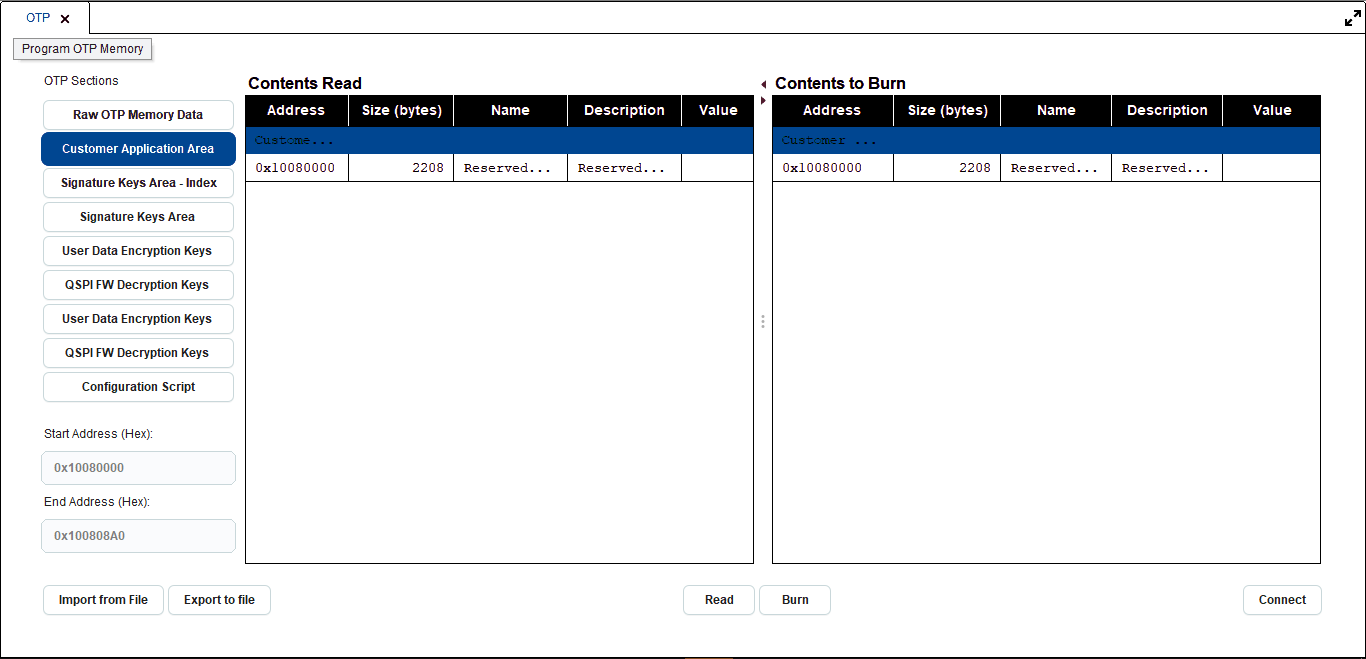 OTP
Program OTP Memory
OTP Sections
Raw OTP Memory Data
Customer Application Area
Signature Keys Area - Index
Signature Keys Area
User Data Encryption Keys
QSPI FW Decryption Keys
User Data Encryption Keys
QSPI FW Decryption Keys
Configuration Script
Start Address (Hex):
0x10080000
End Address (Hex):
0x100808A0
Contents Read
Address Size (bytes) Name Description Value
Custome...
0x10080000 2208 Reserved... Reserved...
Contents to Burn
Address Size (bytes) Name Description Value
Customer ...
0x10080000 2208 Reserved... Reserved...
Import from File Export to file Read Burn Connect